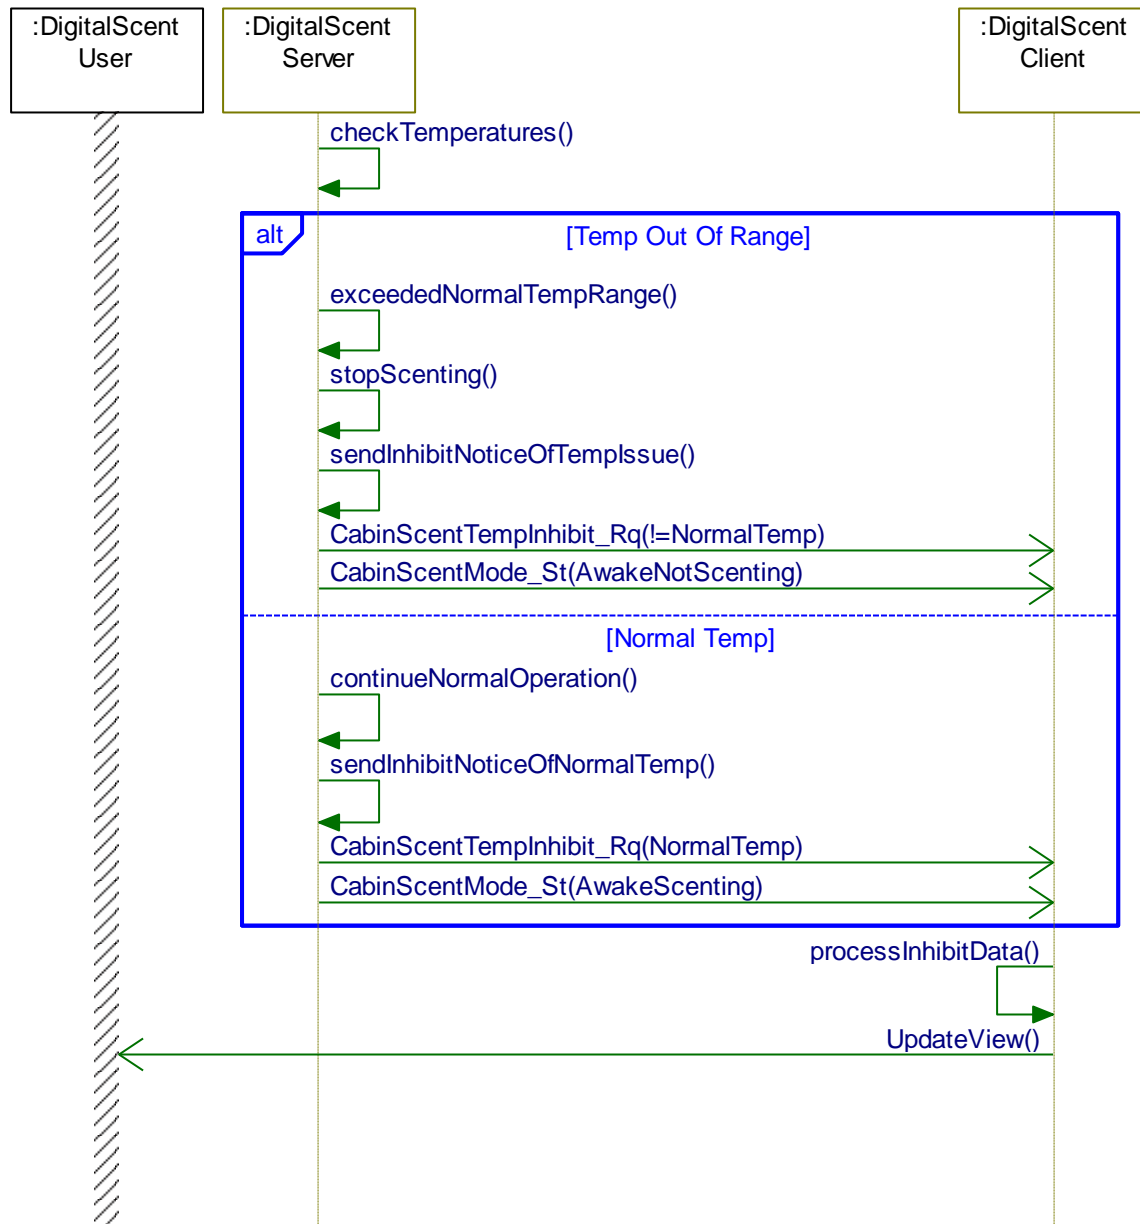 :DigitalScent
User
:DigitalScent
Server
:DigitalScent
Client
checkTemperatures()
alt
[Temp Out Of Range]
exceededNormalTempRange()
stopScenting()
sendInhibitNoticeOfTempIssue()
CabinScentTempInhibit_Rq(!=NormalTemp)
CabinScentMode_St(AwakeNotScenting)
[Normal Temp]
continueNormalOperation()
sendInhibitNoticeOfNormalTemp()
CabinScentTempInhibit_Rq(NormalTemp)
CabinScentMode_St(AwakeScenting)
processInhibitData()
UpdateView()